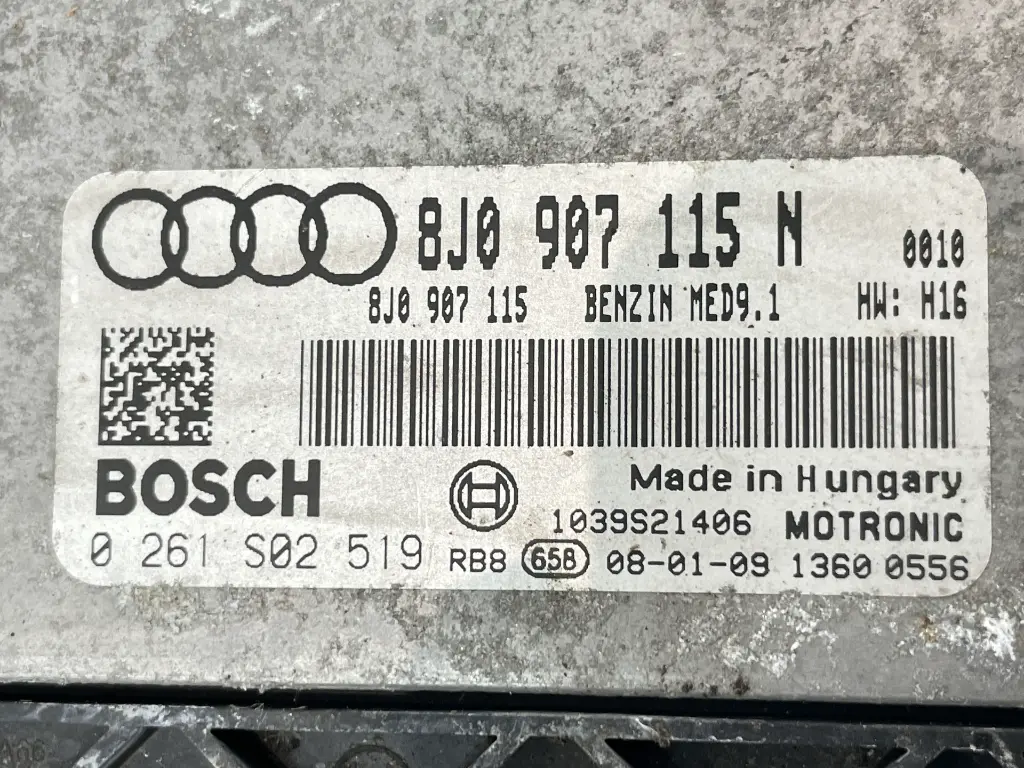 8J0 907 115 N 0010
8J0 907 115 BENZIN MED9.1 HW: H16
BOSCH
Made in Hungary
1039S21406 MOTRONIC
0 261 S02 519 RB8 658 08-01-09 1360 0556